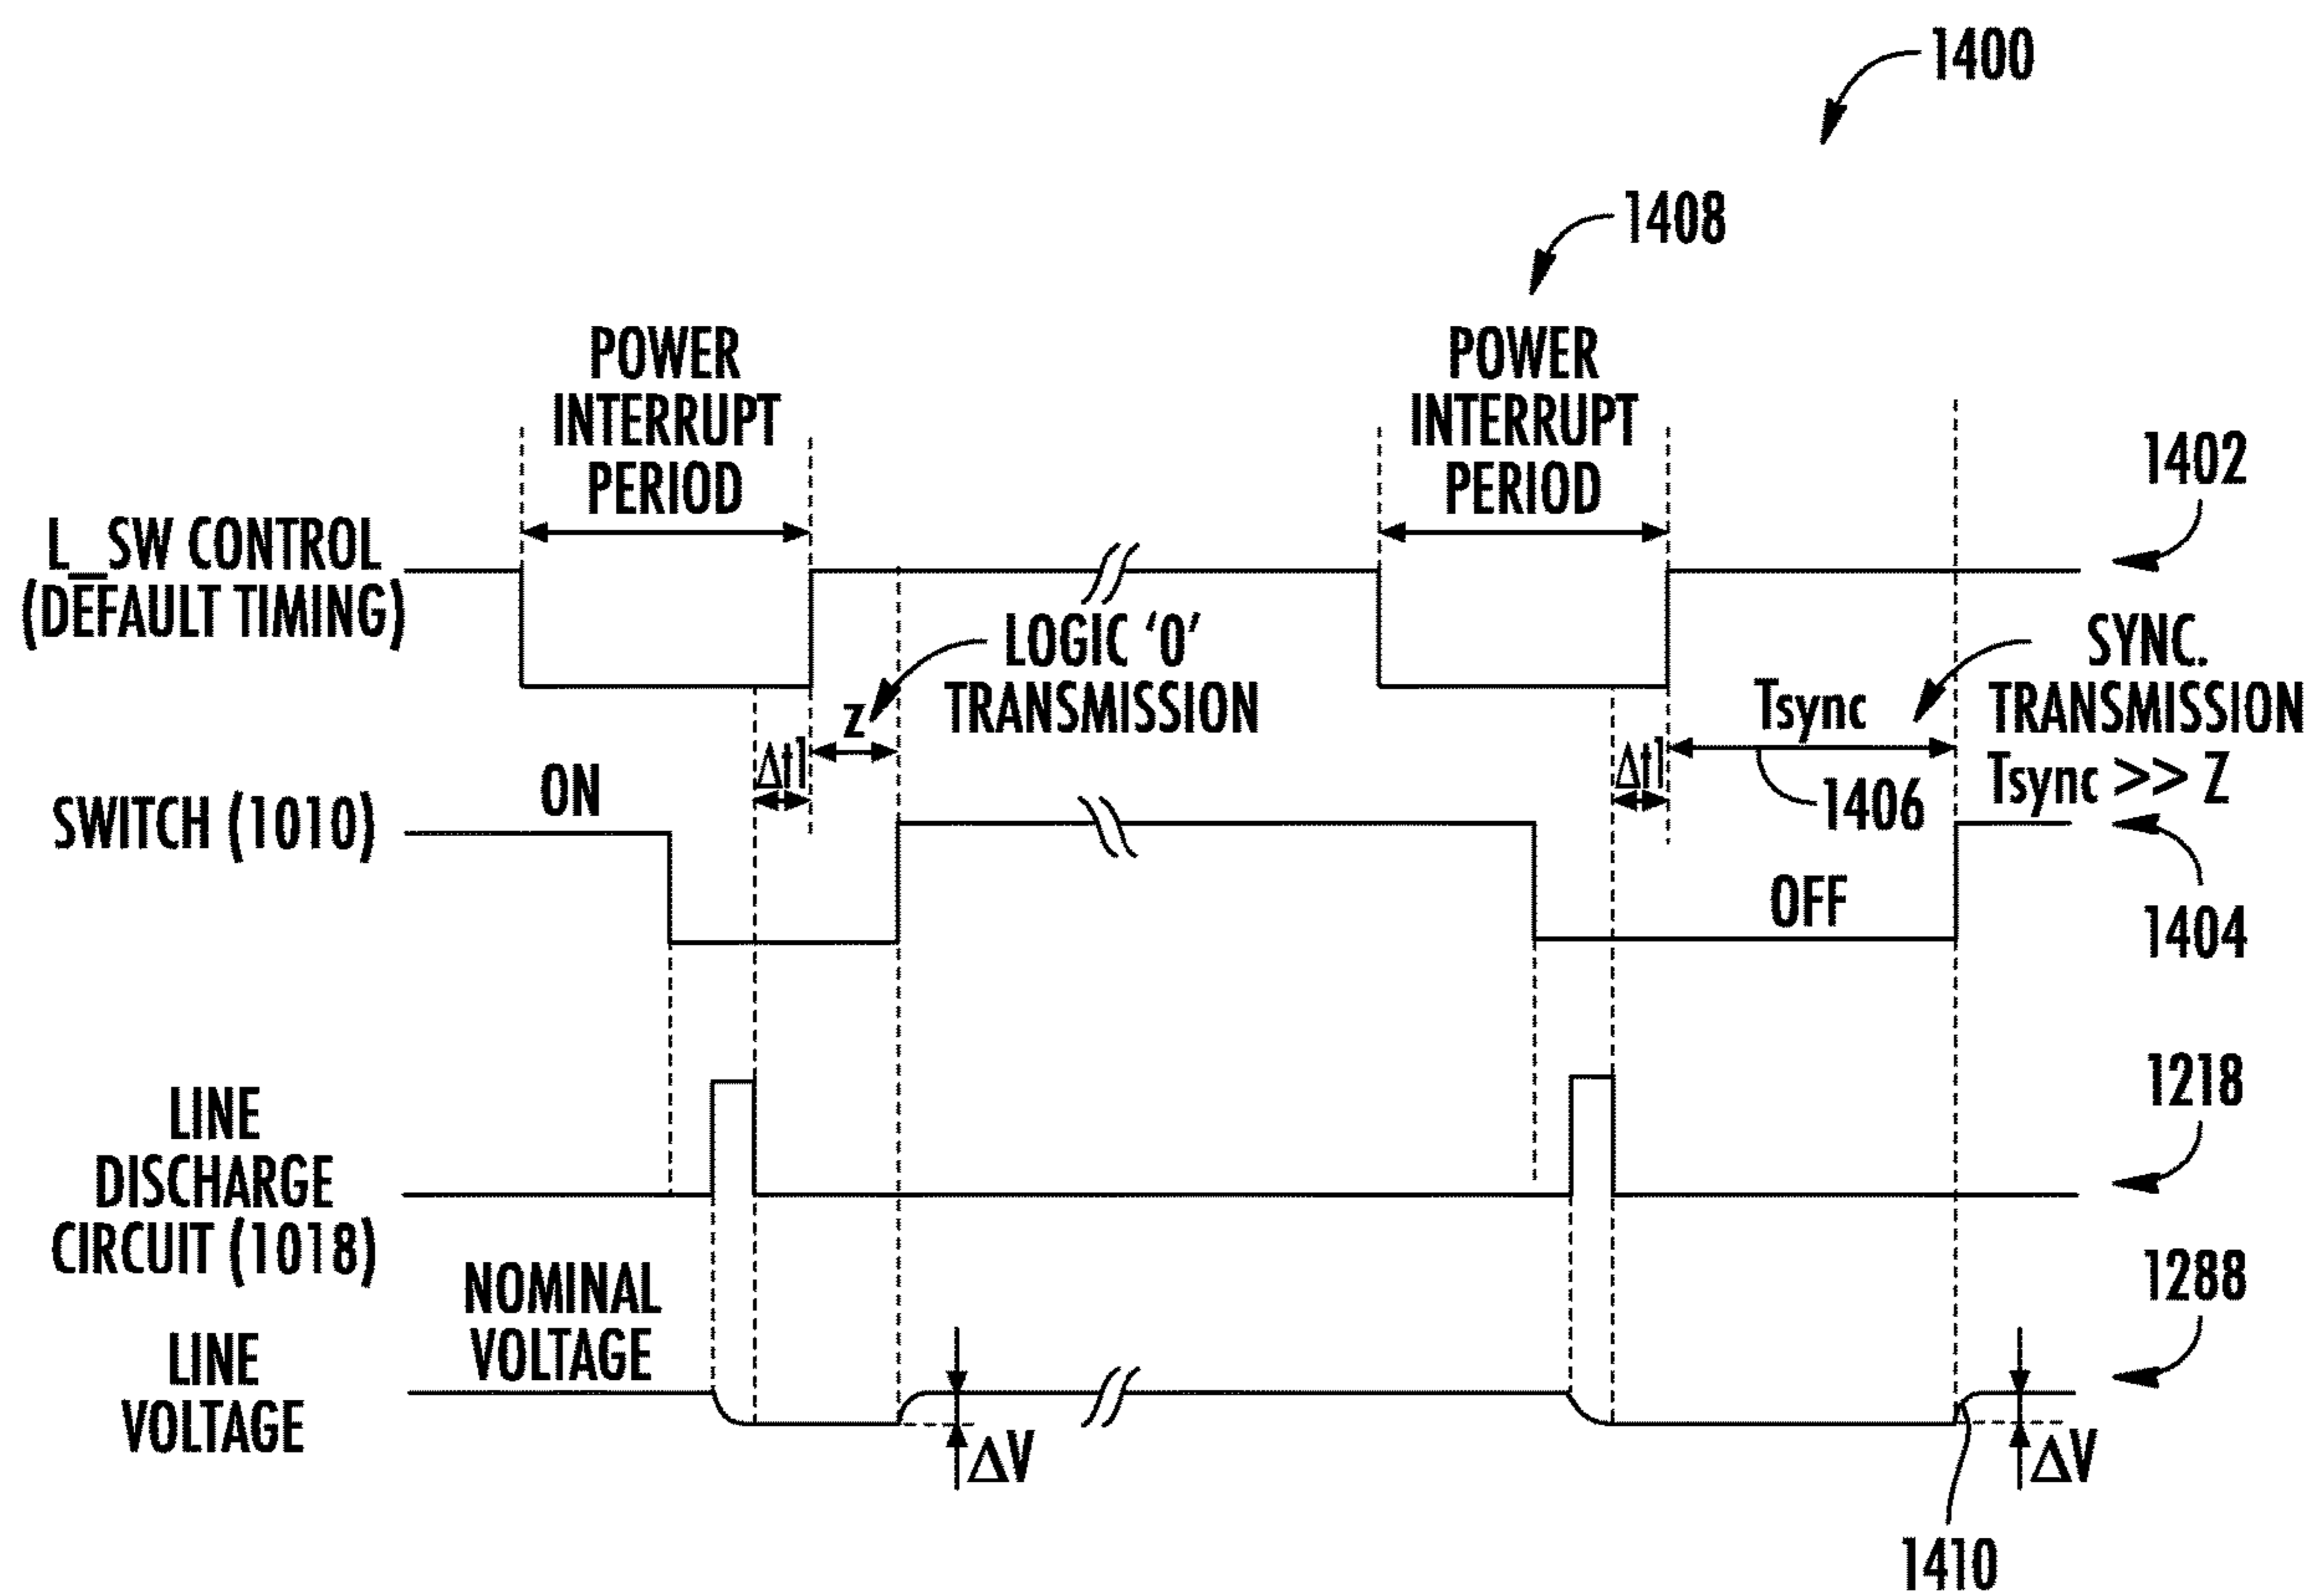 1400
1408
POWER
INTERRUPT
PERIOD
POWER
INTERRUPT
PERIOD
1402
L_SW CONTROL
(DEFAULT TIMING)
LOGIC ‘0’
TRANSMISSION
SYNC.
TRANSMISSION
Tsync >> Z
Z
Δt1
Δt1
Tsync
1406
ON
SWITCH (1010)
OFF
1404
LINE
DISCHARGE
CIRCUIT (1018)
1218
NOMINAL
VOLTAGE
1288
LINE
VOLTAGE
ΔV
ΔV
1410